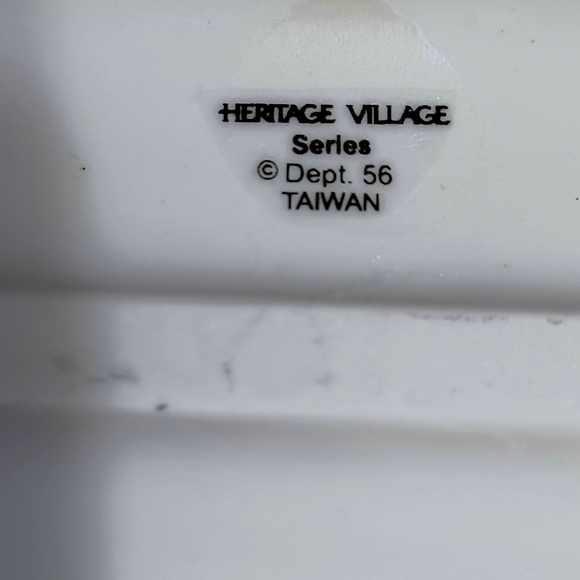 HERITAGE VILLAGE
Series
© Dept. 56
TAIWAN